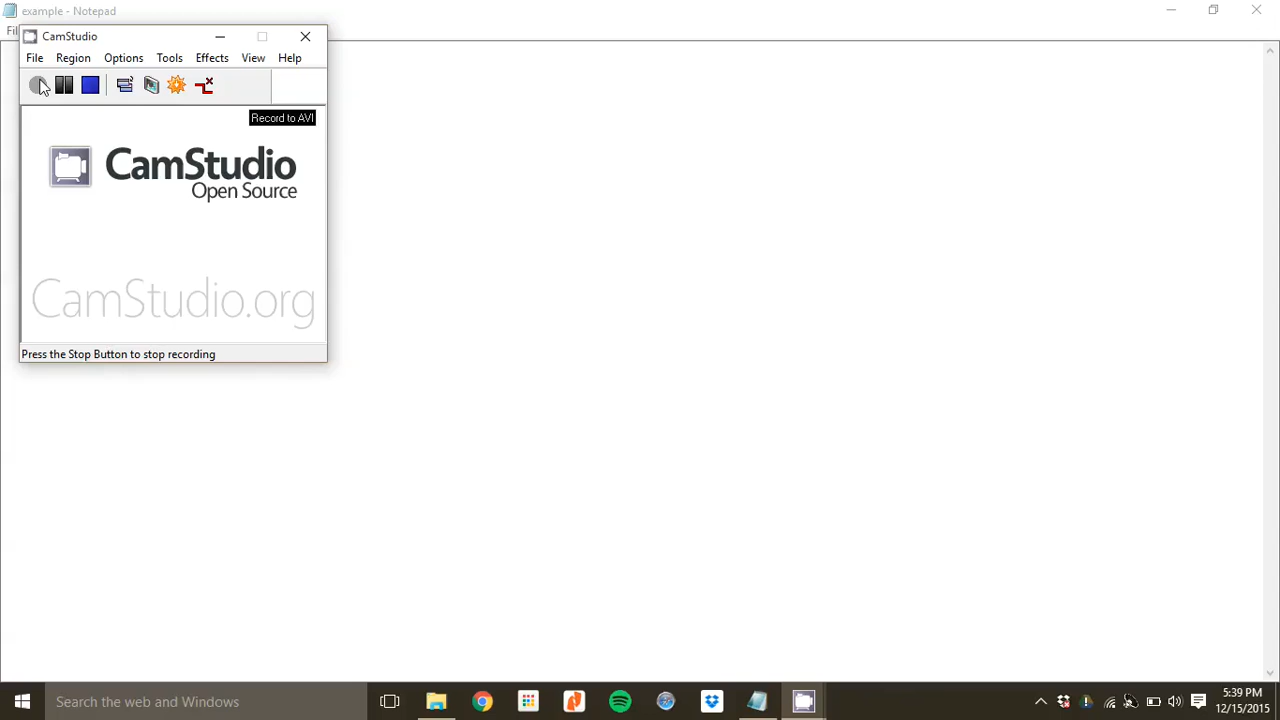 example - Notepad
Fil
CamStudio
File Region Options Tools Effects View Help
Record to AVI
CamStudio
Open Source
CamStudio.org
Press the Stop Button to stop recording
Search the web and Windows
5:39 PM
12/15/2015